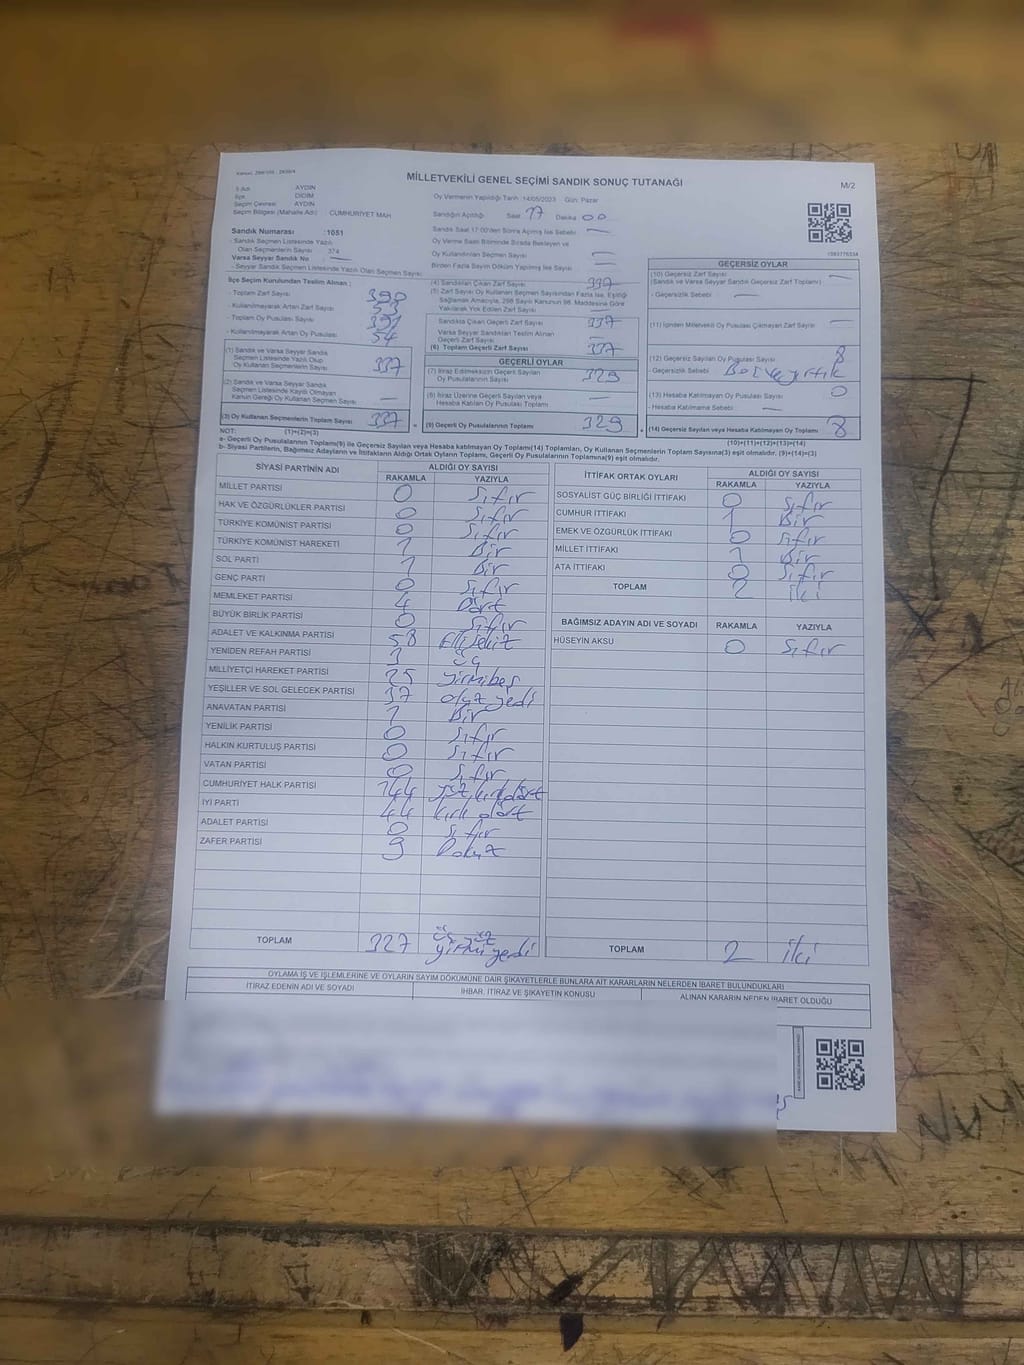 MİLLETVEKİLİ GENEL SEÇİMİ SANDIK SONUÇ TUTANAĞI
M/2
İl Adı AYDIN
İlçe DİDİM
Seçim Çevresi AYDIN
Seçim Bölgesi (Mahalle Adı) : CUMHURİYET MAH
Oy Vermenin Yapıldığı Tarih :14/05/2023 Gün: Pazar
Sandığın Açıldığı Saat 17 Dakika 00
Sandık Saat 17:00'den Sonra Açılmış İse Sebebi :
Oy Verme Saati Bitiminde Sırada Bekleyen ve
Oy Kullandırılan Seçmen Sayısı
Birden Fazla Sayım Döküm Yapılmış İse Sayısı
Sandık Numarası :1051
- Sandık Seçmen Listesinde Yazılı
Olan Seçmenlerin Sayısı 374
Varsa Seyyar Sandık No :
- Seyyar Sandık Seçmen Listesinde Yazılı Olan Seçmen Sayısı:
İlçe Seçim Kurulundan Teslim Alınan ;
- Toplam Zarf Sayısı 390
- Kullanılmayarak Artan Zarf Sayısı 53
- Toplam Oy Pusulası Sayısı 391
- Kullanılmayarak Artan Oy Pusulası 54
(1) Sandık ve Varsa Seyyar Sandık
Seçmen Listesinde Yazılı Olup
Oy Kullanan Seçmenlerin Sayısı 337
(2) Sandık ve Varsa Seyyar Sandık
Seçmen Listesinde Kaydı Olmayan
Kanun Gereği Oy Kullanan Seçmen Sayısı
(3) Oy Kullanan Seçmenlerin Toplam Sayısı 337
(4) Sandıktan Çıkan Zarf Sayısı 337
(5) Zarf Sayısı Oy Kullanan Seçmen Sayısından Fazla İse, Eşitliği
Sağlamak Amacıyla, 298 Sayılı Kanunun 98. Maddesine Göre
Yakılarak Yok Edilen Zarf Sayısı
Sandıkta Çıkan Geçerli Zarf Sayısı 337
Varsa Seyyar Sandıktan Teslim Alınan
Geçerli Zarf Sayısı
(6) Toplam Geçerli Zarf Sayısı 337
GEÇERLİ OYLAR
(7) İtiraz Edilmeksizin Geçerli Sayılan
Oy Pusulalarının Sayısı 329
(8) İtiraz Üzerine Geçerli Sayılan veya
Hesaba Katılan Oy Pusulası Toplamı
(9) Geçerli Oy Pusulalarının Toplamı 329
GEÇERSİZ OYLAR
(10) Geçersiz Zarf Sayısı
(Sandık ve Varsa Seyyar Sandık Geçersiz Zarf Toplamı)
- Geçersizlik Sebebi :
(11) İçinden Milletvekili Oy Pusulası Çıkmayan Zarf Sayısı
(12) Geçersiz Sayılan Oy Pusulası Sayısı 8
- Geçersizlik Sebebi : Boş ve yırtık
(13) Hesaba Katılmayan Oy Pusulası Sayısı 0
- Hesaba Katılmama Sebebi :
(14) Geçersiz Sayılan veya Hesaba Katılmayan Oy Toplamı 8
NOT: (1)+(2)=(3) (10)+(11)+(12)+(13)=(14)
a- Geçerli Oy Pusulalarının Toplamı(9) ile Geçersiz Sayılan veya Hesaba katılmayan Oy Toplamı(14) Toplamları, Oy Kullanan Seçmenlerin Toplam Sayısına(3) eşit olmalıdır. (9)+(14)=(3)
b- Siyasi Partilerin, Bağımsız Adayların ve İttifakların Aldığı Ortak Oyların Toplamı, Geçerli Oy Pusulalarının Toplamına(9) eşit olmalıdır.
SİYASİ PARTİNİN ADI ALDIĞI OY SAYISI
RAKAMLA YAZIYLA
MİLLET PARTİSİ 0 Sıfır
HAK VE ÖZGÜRLÜKLER PARTİSİ 0 Sıfır
TÜRKİYE KOMÜNİST PARTİSİ 0 Sıfır
TÜRKİYE KOMÜNİST HAREKETİ 1 Bir
SOL PARTİ 1 Bir
GENÇ PARTİ 0 Sıfır
MEMLEKET PARTİSİ 4 Dört
BÜYÜK BİRLİK PARTİSİ 0 Sıfır
ADALET VE KALKINMA PARTİSİ 58 Ellisekiz
YENİDEN REFAH PARTİSİ 3 Üç
MİLLİYETÇİ HAREKET PARTİSİ 25 yirmibeş
YEŞİLLER VE SOL GELECEK PARTİSİ 37 otuz yedi
ANAVATAN PARTİSİ 1 Bir
YENİLİK PARTİSİ 0 Sıfır
HALKIN KURTULUŞ PARTİSİ 0 Sıfır
VATAN PARTİSİ 0 Sıfır
CUMHURİYET HALK PARTİSİ 144 yüz kırkdört
İYİ PARTİ 44 kırk dört
ADALET PARTİSİ 0 Sıfır
ZAFER PARTİSİ 9 Dokuz
TOPLAM 327 üç yüz yirmi yedi
İTTİFAK ORTAK OYLARI ALDIĞI OY SAYISI
RAKAMLA YAZIYLA
SOSYALİST GÜÇ BİRLİĞİ İTTİFAKI 0 Sıfır
CUMHUR İTTİFAKI 1 Bir
EMEK VE ÖZGÜRLÜK İTTİFAKI 0 Sıfır
MİLLET İTTİFAKI 1 Bir
ATA İTTİFAKI 0 Sıfır
TOPLAM 2 iki
BAĞIMSIZ ADAYIN ADI VE SOYADI RAKAMLA YAZIYLA
HÜSEYİN AKSU 0 Sıfır
TOPLAM 2 iki
OYLAMA İŞ VE İŞLEMLERİNE VE OYLARIN SAYIM DÖKÜMÜNE DAİR ŞİKAYETLERLE BUNLARA AİT KARARLARIN NELERDEN İBARET BULUNDUKLARI
İTİRAZ EDENİN ADI VE SOYADI İHBAR, İTİRAZ VE ŞİKAYETİN KONUSU ALINAN KARARIN NEDEN İBARET OLDUĞU